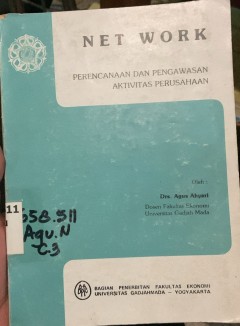 NET WORK
PERENCANAAN DAN PENGAWASAN
AKTIVITAS PERUSAHAAN
Oleh :
Drs. Agus Ahyari
Dosen Fakultas Ekonomi
Universitas Gadjah Mada
11
658.511
Agu.N
C3
BAGIAN PENERBITAN FAKULTAS EKONOMI
UNIVERSITAS GADJAHMADA – YOGYAKARTA